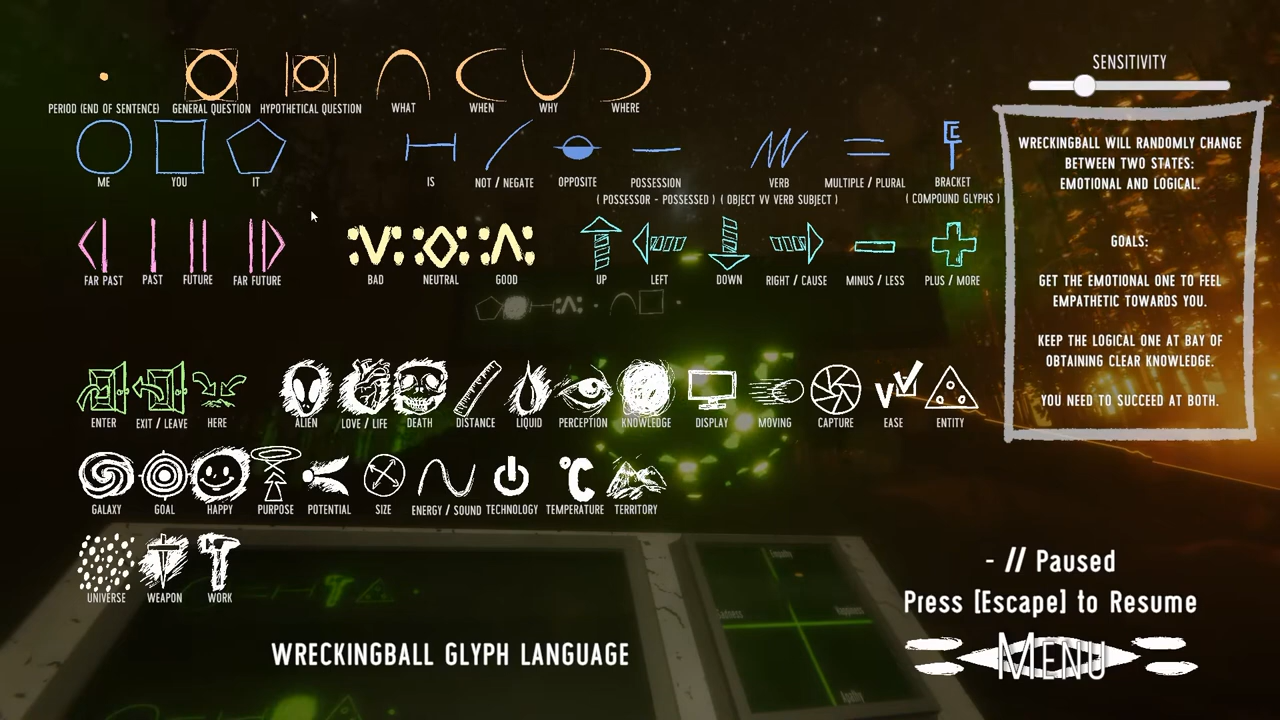 SENSITIVITY
PERIOD (END OF SENTENCE) GENERAL QUESTION HYPOTHETICAL QUESTION WHAT WHEN WHY WHERE
ME YOU IT IS NOT / NEGATE OPPOSITE POSSESSION VERB MULTIPLE / PLURAL BRACKET
( POSSESSOR - POSSESSED ) ( OBJECT VV VERB SUBJECT ) ( COMPOUND GLYPHS )
FAR PAST PAST FUTURE FAR FUTURE BAD NEUTRAL GOOD UP LEFT DOWN RIGHT / CAUSE MINUS / LESS PLUS / MORE
ENTER EXIT / LEAVE HERE ALIEN LOVE / LIFE DEATH DISTANCE LIQUID PERCEPTION KNOWLEDGE DISPLAY MOVING CAPTURE EASE ENTITY
°C
GALAXY GOAL HAPPY PURPOSE POTENTIAL SIZE ENERGY / SOUND TECHNOLOGY TEMPERATURE TERRITORY
UNIVERSE WEAPON WORK
WRECKINGBALL GLYPH LANGUAGE
WRECKINGBALL WILL RANDOMLY CHANGE
BETWEEN TWO STATES:
EMOTIONAL AND LOGICAL.
GOALS:
GET THE EMOTIONAL ONE TO FEEL
EMPATHETIC TOWARDS YOU.
KEEP THE LOGICAL ONE AT BAY OF
OBTAINING CLEAR KNOWLEDGE.
YOU NEED TO SUCCEED AT BOTH.
- // Paused
Press [Escape] to Resume
MENU
Empathy
Sadness Happiness
Apathy